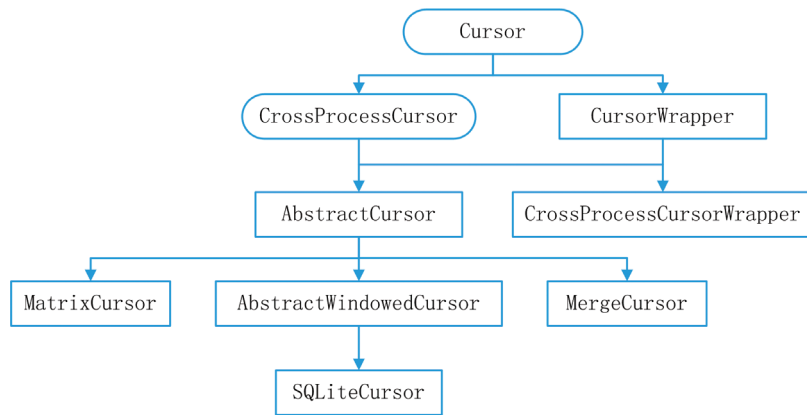 Cursor
CrossProcessCursor
CursorWrapper
AbstractCursor
CrossProcessCursorWrapper
MatrixCursor
AbstractWindowedCursor
MergeCursor
SQLiteCursor